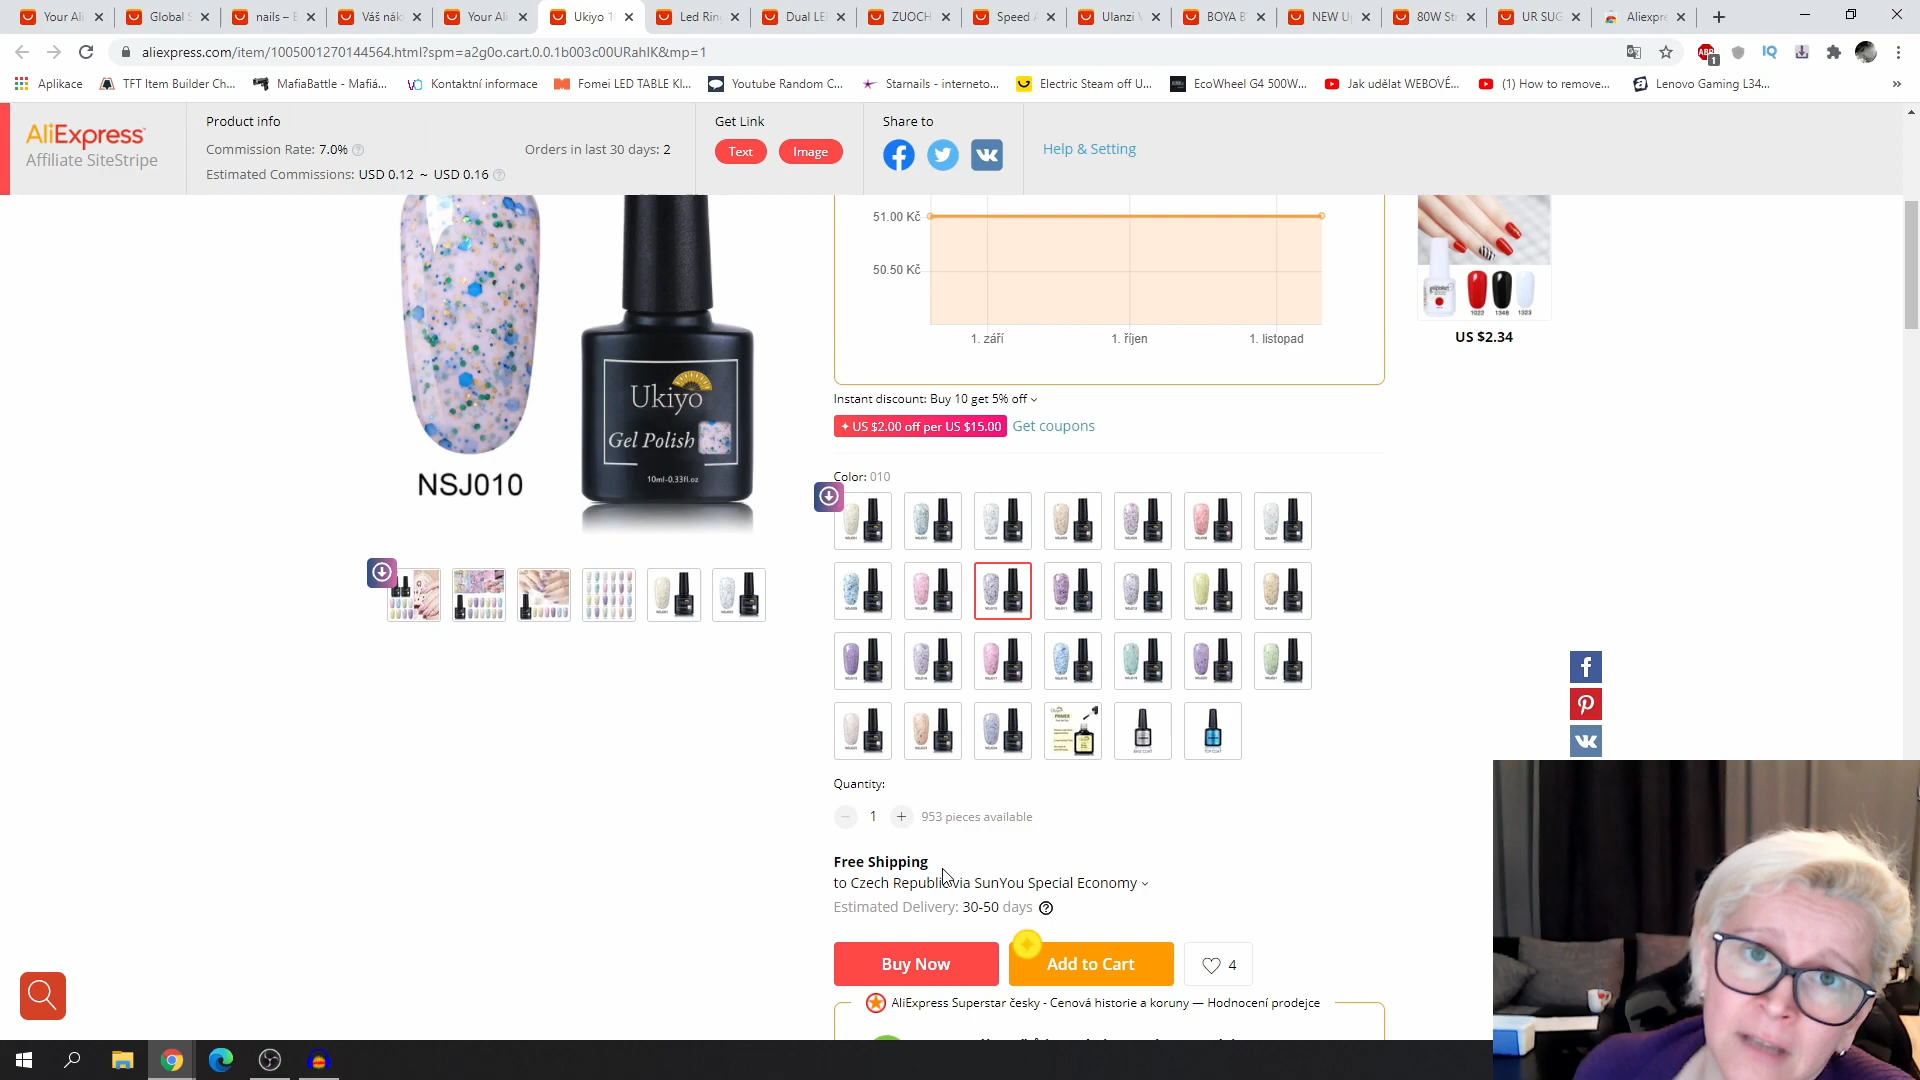 Your Ali
Global S
nails – B
Váš nák
Your Ali
Ukiyo 1
Led Rin
Dual LE
ZUOCH
Speed A
Ulanzi V
BOYA B
NEW U
80W St
UR SUG
Aliexpre
aliexpress.com/item/1005001270144564.html?spm=a2g0o.cart.0.0.1b003c00URahIK&mp=1
Aplikace
TFT Item Builder Ch...
MafiaBattle - Mafiá...
Kontaktní informace
Fomei LED TABLE Kl...
Youtube Random C...
Starnails - interneto...
Electric Steam off U...
EcoWheel G4 500W...
Jak udělat WEBOVÉ...
(1) How to remove...
Lenovo Gaming L34...
AliExpress
Affiliate SiteStripe
Product info
Commission Rate: 7.0%
Orders in last 30 days: 2
Estimated Commissions: USD 0.12 ~ USD 0.16
Get Link
Text
Image
Share to
Help & Setting
51.00 Kč
50.50 Kč
1. září
1. říjen
1. listopad
1022 1348 1323
US $2.34
Ukiyo
Gel Polish
10ml-0.33fl.oz
NSJ010
Instant discount: Buy 10 get 5% off
US $2.00 off per US $15.00
Get coupons
Color: 010
Quantity:
1
953 pieces available
Free Shipping
to Czech Republic via SunYou Special Economy
Estimated Delivery: 30-50 days
Buy Now
Add to Cart
4
AliExpress Superstar česky - Cenová historie a koruny — Hodnocení prodejce